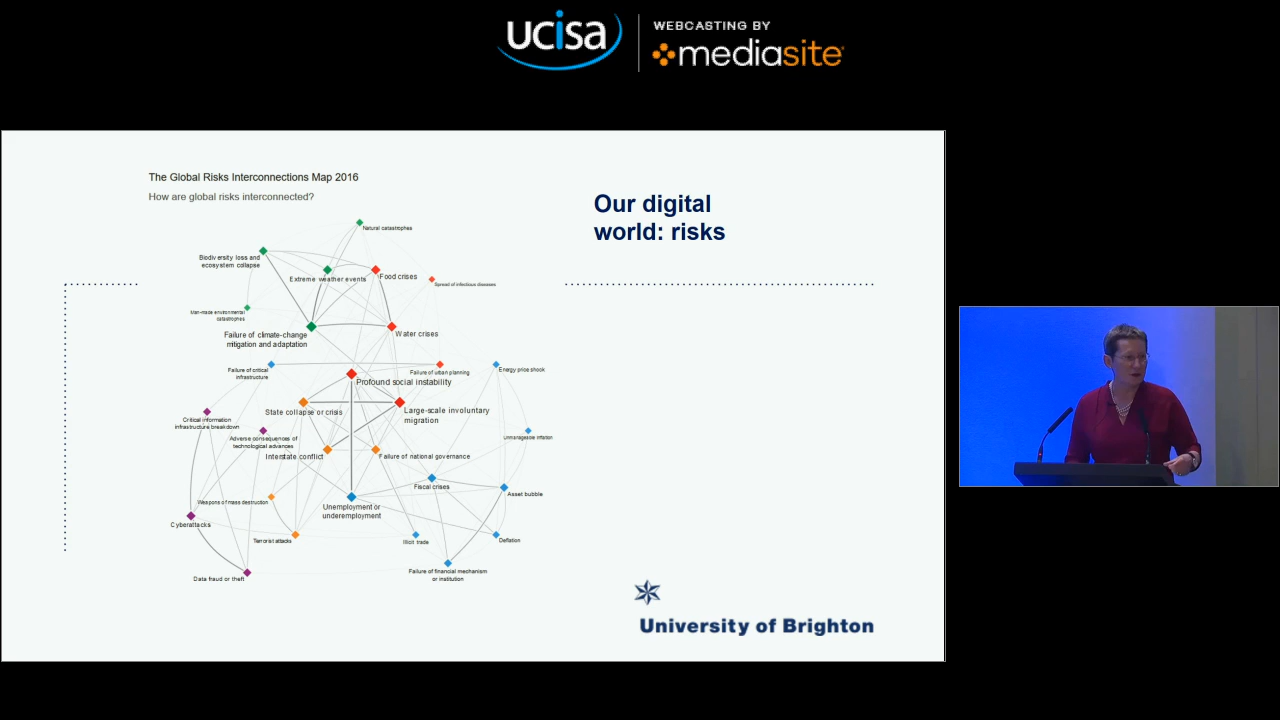 ucisa
WEBCASTING BY
mediasite
The Global Risks Interconnections Map 2016
How are global risks interconnected?
Our digital
world: risks
Natural catastrophes
Biodiversity loss and
ecosystem collapse
Extreme weather events
Food crises
Spread of infectious diseases
Man-made environmental
catastrophes
Failure of climate-change
mitigation and adaptation
Water crises
Failure of critical
infrastructure
Failure of urban planning
Energy price shock
Profound social instability
State collapse or crisis
Large-scale involuntary
migration
Critical information
infrastructure breakdown
Adverse consequences of
technological advances
Unmanageable inflation
Interstate conflict
Failure of national governance
Fiscal crises
Asset bubble
Weapons of mass destruction
Unemployment or
underemployment
Cyberattacks
Terrorist attacks
Illicit trade
Deflation
Data fraud or theft
Failure of financial mechanism
or institution
University of Brighton